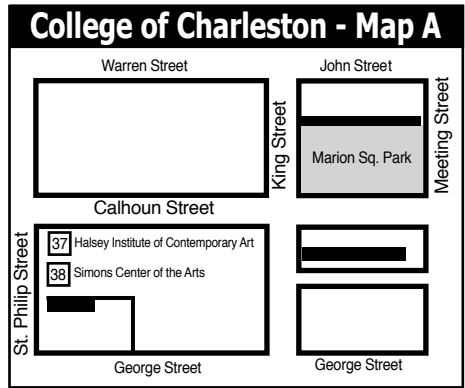 College of Charleston - Map A
Warren Street
John Street
King Street
Meeting Street
Marion Sq. Park
Calhoun Street
St. Philip Street
37 Halsey Institute of Contemporary Art
38 Simons Center of the Arts
George Street
George Street